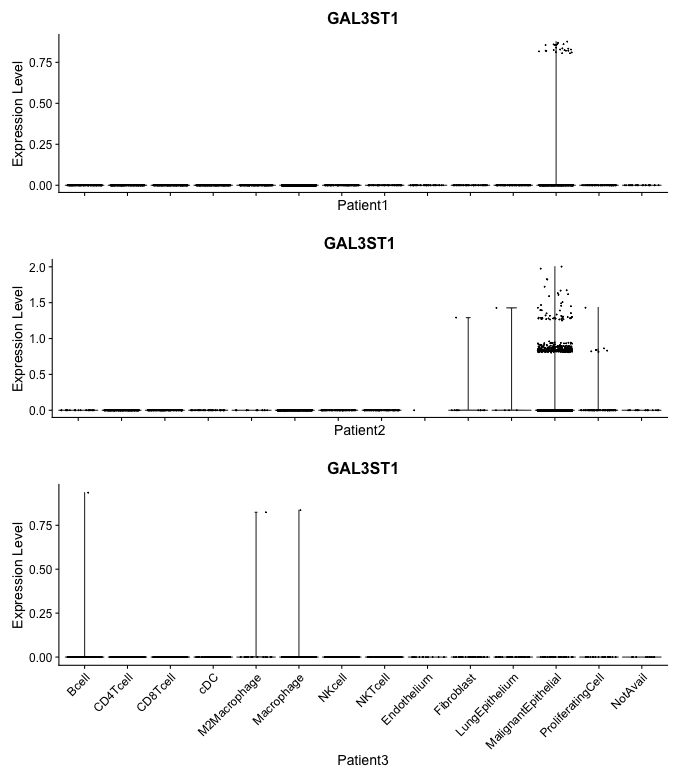 GAL3ST1
Expression Level
0.75
0.50
0.25
0.00
Patient1
GAL3ST1
Expression Level
2.0
1.5
1.0
0.5
0.0
Patient2
GAL3ST1
Expression Level
0.75
0.50
0.25
0.00
Bcell
CD4Tcell
CD8Tcell
cDC
M2Macrophage
Macrophage
NKcell
NKTcell
Endothelium
Fibroblast
LungEpithelium
MalignantEpithelial
ProliferatingCell
NotAvail
Patient3